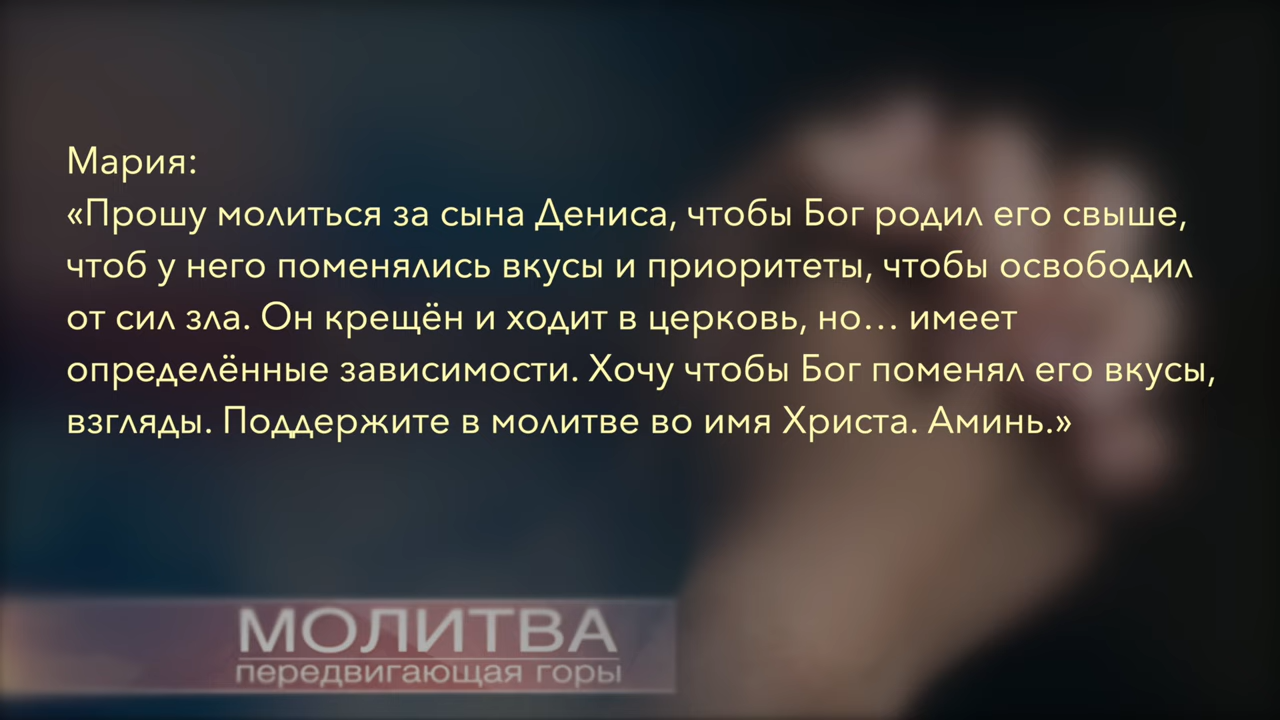 Мария:
«Прошу молиться за сына Дениса, чтобы Бог родил его свыше,
чтоб у него поменялись вкусы и приоритеты, чтобы освободил
от сил зла. Он крещён и ходит в церковь, но... имеет
определённые зависимости. Хочу чтобы Бог поменял его вкусы,
взгляды. Поддержите в молитве во имя Христа. Аминь.»
МОЛИТВА
передвигающая горы